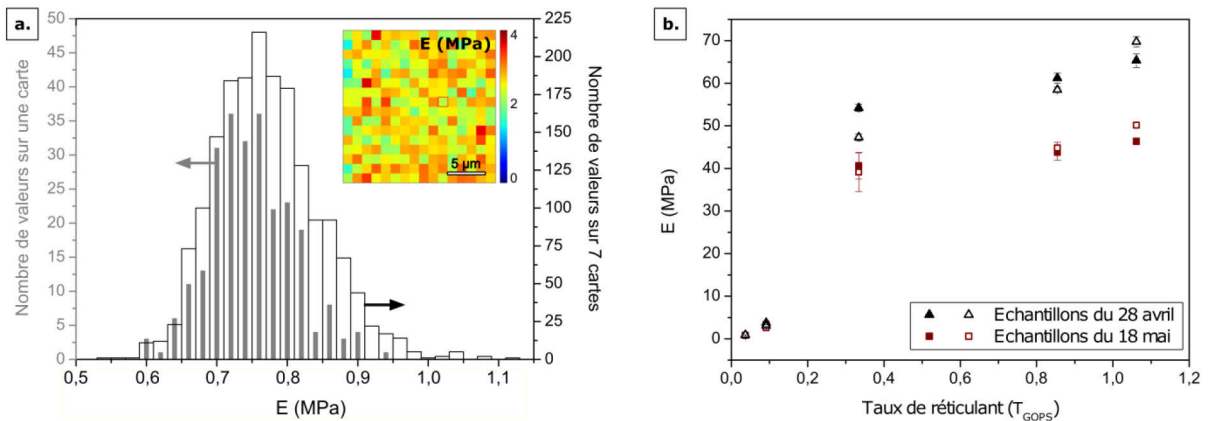 a.
50
45
40
35
30
25
20
15
10
5
0
Nombre de valeurs sur une carte
225
200
175
150
125
100
75
50
25
0
Nombre de valeurs sur 7 cartes
E (MPa)
4
2
0
5 µm
0,5 0,6 0,7 0,8 0,9 1,0 1,1
E (MPa)
b.
70
60
50
40
30
20
10
0
E (MPa)
Echantillons du 28 avril
Echantillons du 18 mai
0,0 0,2 0,4 0,6 0,8 1,0 1,2
Taux de réticulant (T_GOPS)